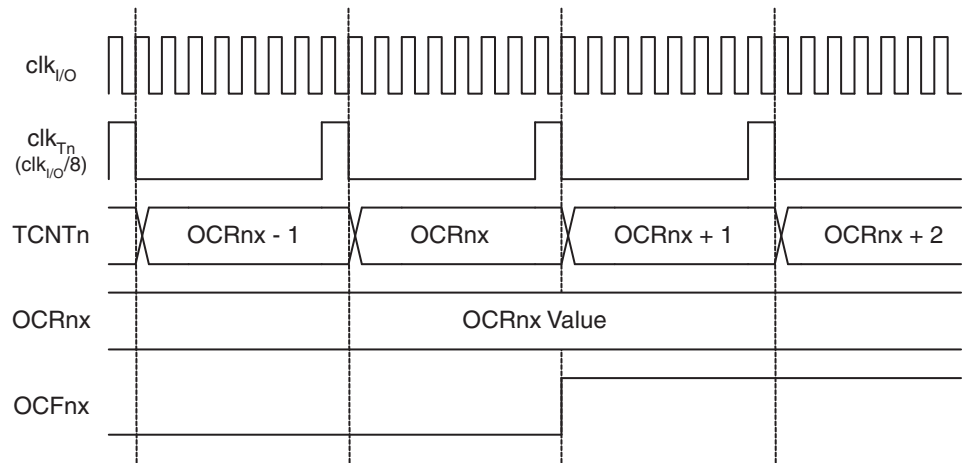 clkI/O
clkTn
(clkI/O/8)
TCNTn
OCRnx - 1
OCRnx
OCRnx + 1
OCRnx + 2
OCRnx
OCRnx Value
OCFnx